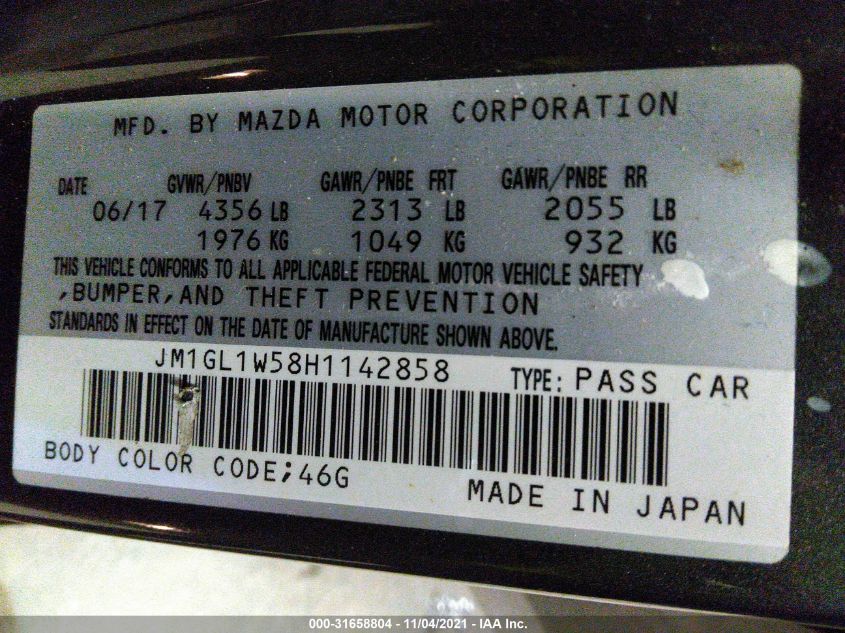 MFD. BY MAZDA MOTOR CORPORATION
DATE GVWR/PNBV GAWR/PNBE FRT GAWR/PNBE RR
06/17 4356 LB 2313 LB 2055 LB
1976 KG 1049 KG 932 KG
THIS VEHICLE CONFORMS TO ALL APPLICABLE FEDERAL MOTOR VEHICLE SAFETY
,BUMPER,AND THEFT PREVENTION
STANDARDS IN EFFECT ON THE DATE OF MANUFACTURE SHOWN ABOVE.
JM1GL1W58H1142858 TYPE: PASS CAR
BODY COLOR CODE;46G MADE IN JAPAN
000-31658804 - 11/04/2021 - IAA Inc.